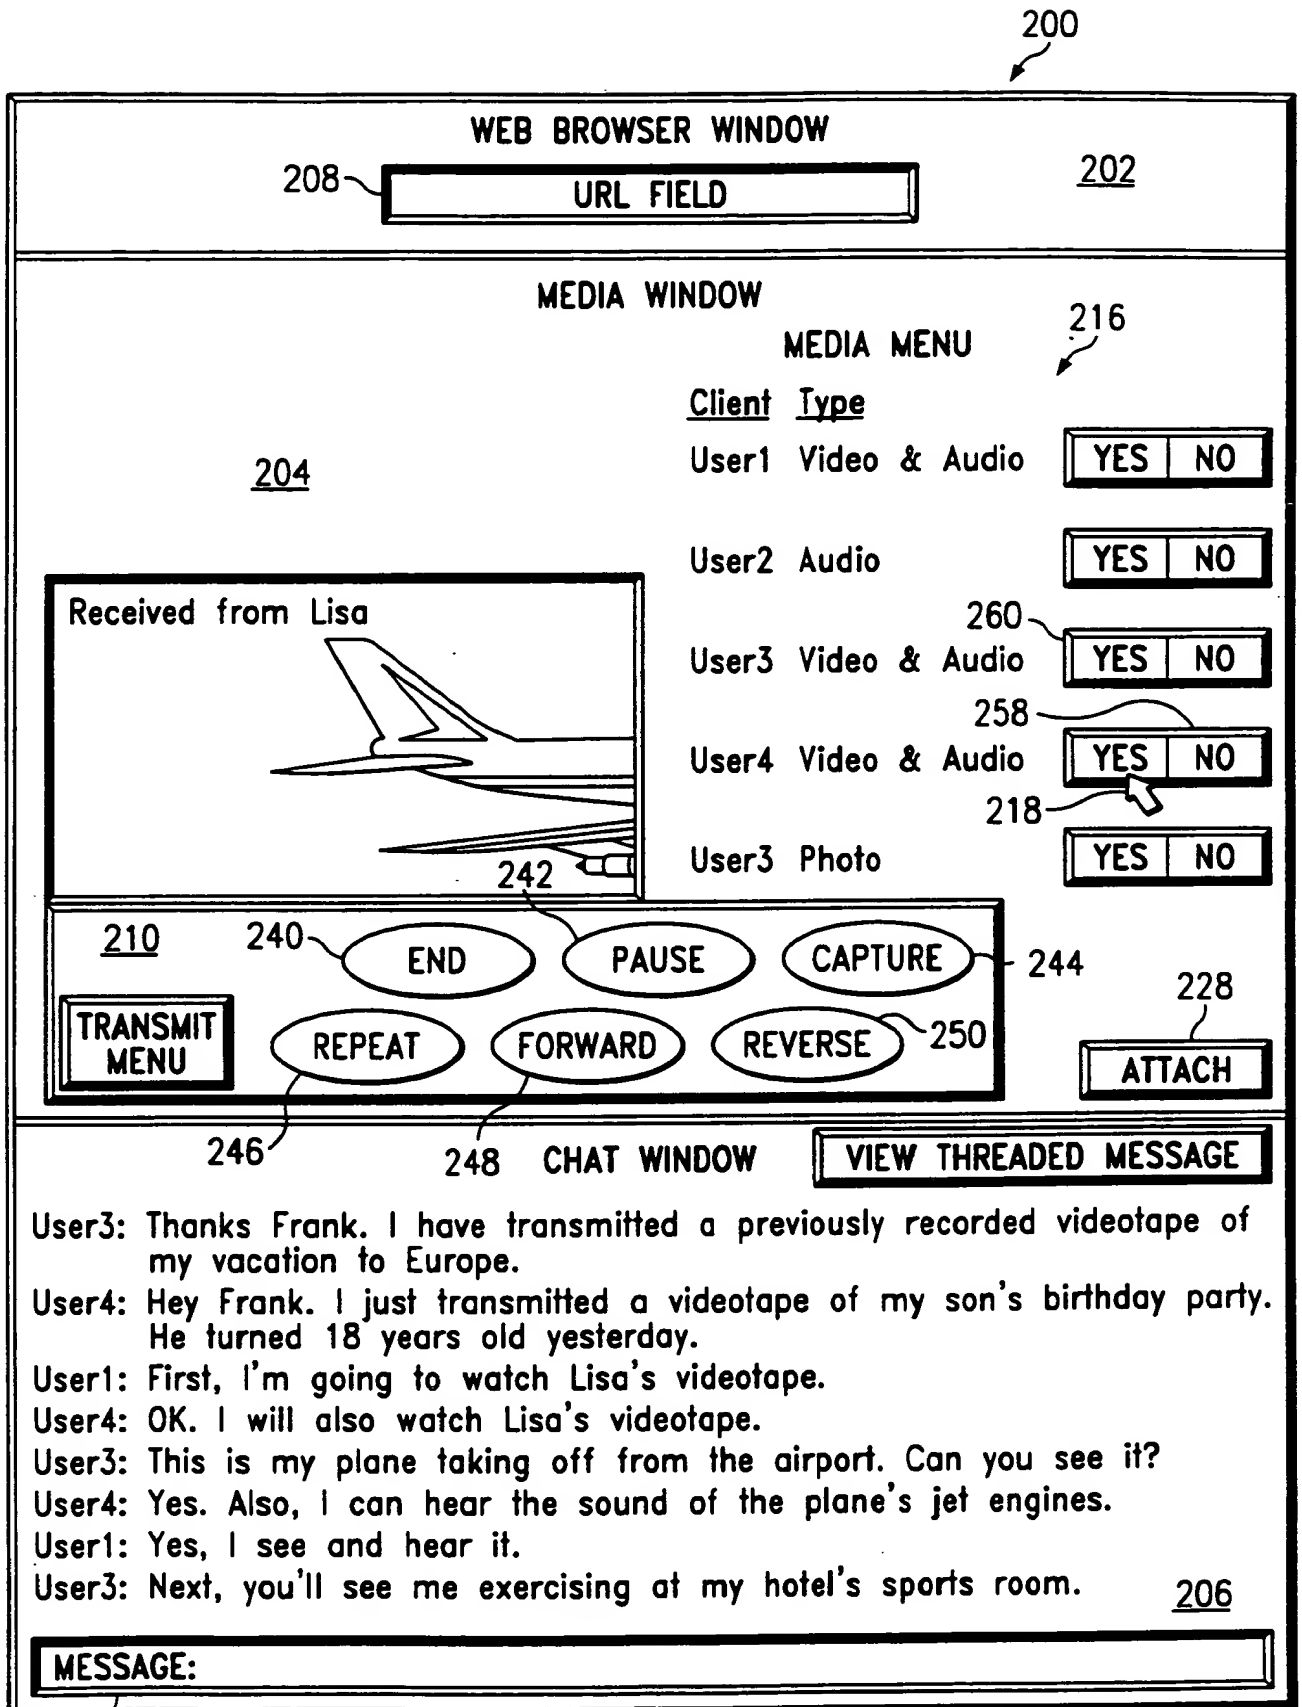 200
WEB BROWSER WINDOW
208
URL FIELD
202
MEDIA WINDOW
216
MEDIA MENU
Client Type
204
User1 Video & Audio YES NO
User2 Audio YES NO
Received from Lisa
260
User3 Video & Audio YES NO
258
User4 Video & Audio YES NO
218
User3 Photo YES NO
242
210
240
END
PAUSE
CAPTURE
244
228
TRANSMIT
MENU
REPEAT
FORWARD
REVERSE
250
ATTACH
246
248
CHAT WINDOW
VIEW THREADED MESSAGE
User3: Thanks Frank. I have transmitted a previously recorded videotape of
my vacation to Europe.
User4: Hey Frank. I just transmitted a videotape of my son's birthday party.
He turned 18 years old yesterday.
User1: First, I'm going to watch Lisa's videotape.
User4: OK. I will also watch Lisa's videotape.
User3: This is my plane taking off from the airport. Can you see it?
User4: Yes. Also, I can hear the sound of the plane's jet engines.
User1: Yes, I see and hear it.
User3: Next, you'll see me exercising at my hotel's sports room.
206
MESSAGE: